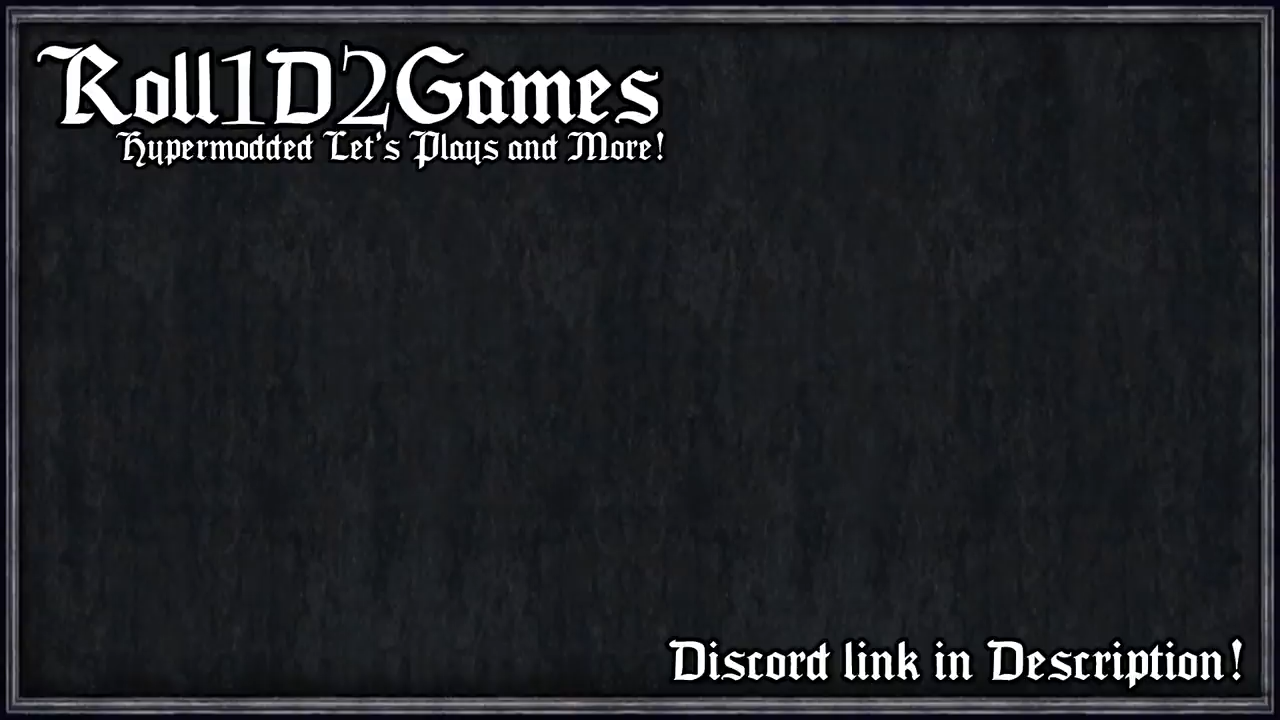 Roll1D2Games
Hypermodded Let's Plays and More!
Discord link in Description!